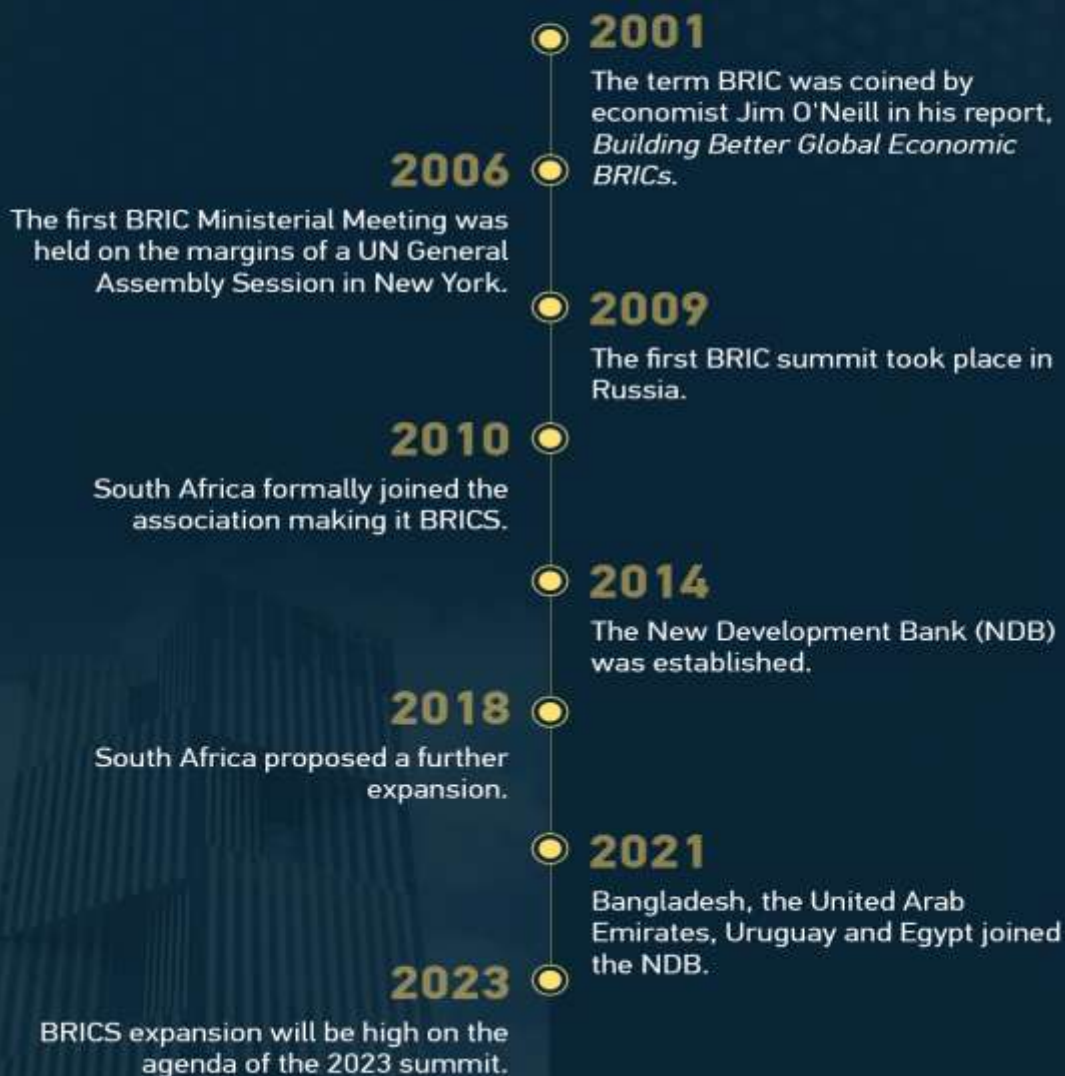 2001
The term BRIC was coined by
economist Jim O'Neill in his report,
Building Better Global Economic
BRICs.
2006
The first BRIC Ministerial Meeting was
held on the margins of a UN General
Assembly Session in New York.
2009
The first BRIC summit took place in
Russia.
2010
South Africa formally joined the
association making it BRICS.
2014
The New Development Bank (NDB)
was established.
2018
South Africa proposed a further
expansion.
2021
Bangladesh, the United Arab
Emirates, Uruguay and Egypt joined
the NDB.
2023
BRICS expansion will be high on the
agenda of the 2023 summit.